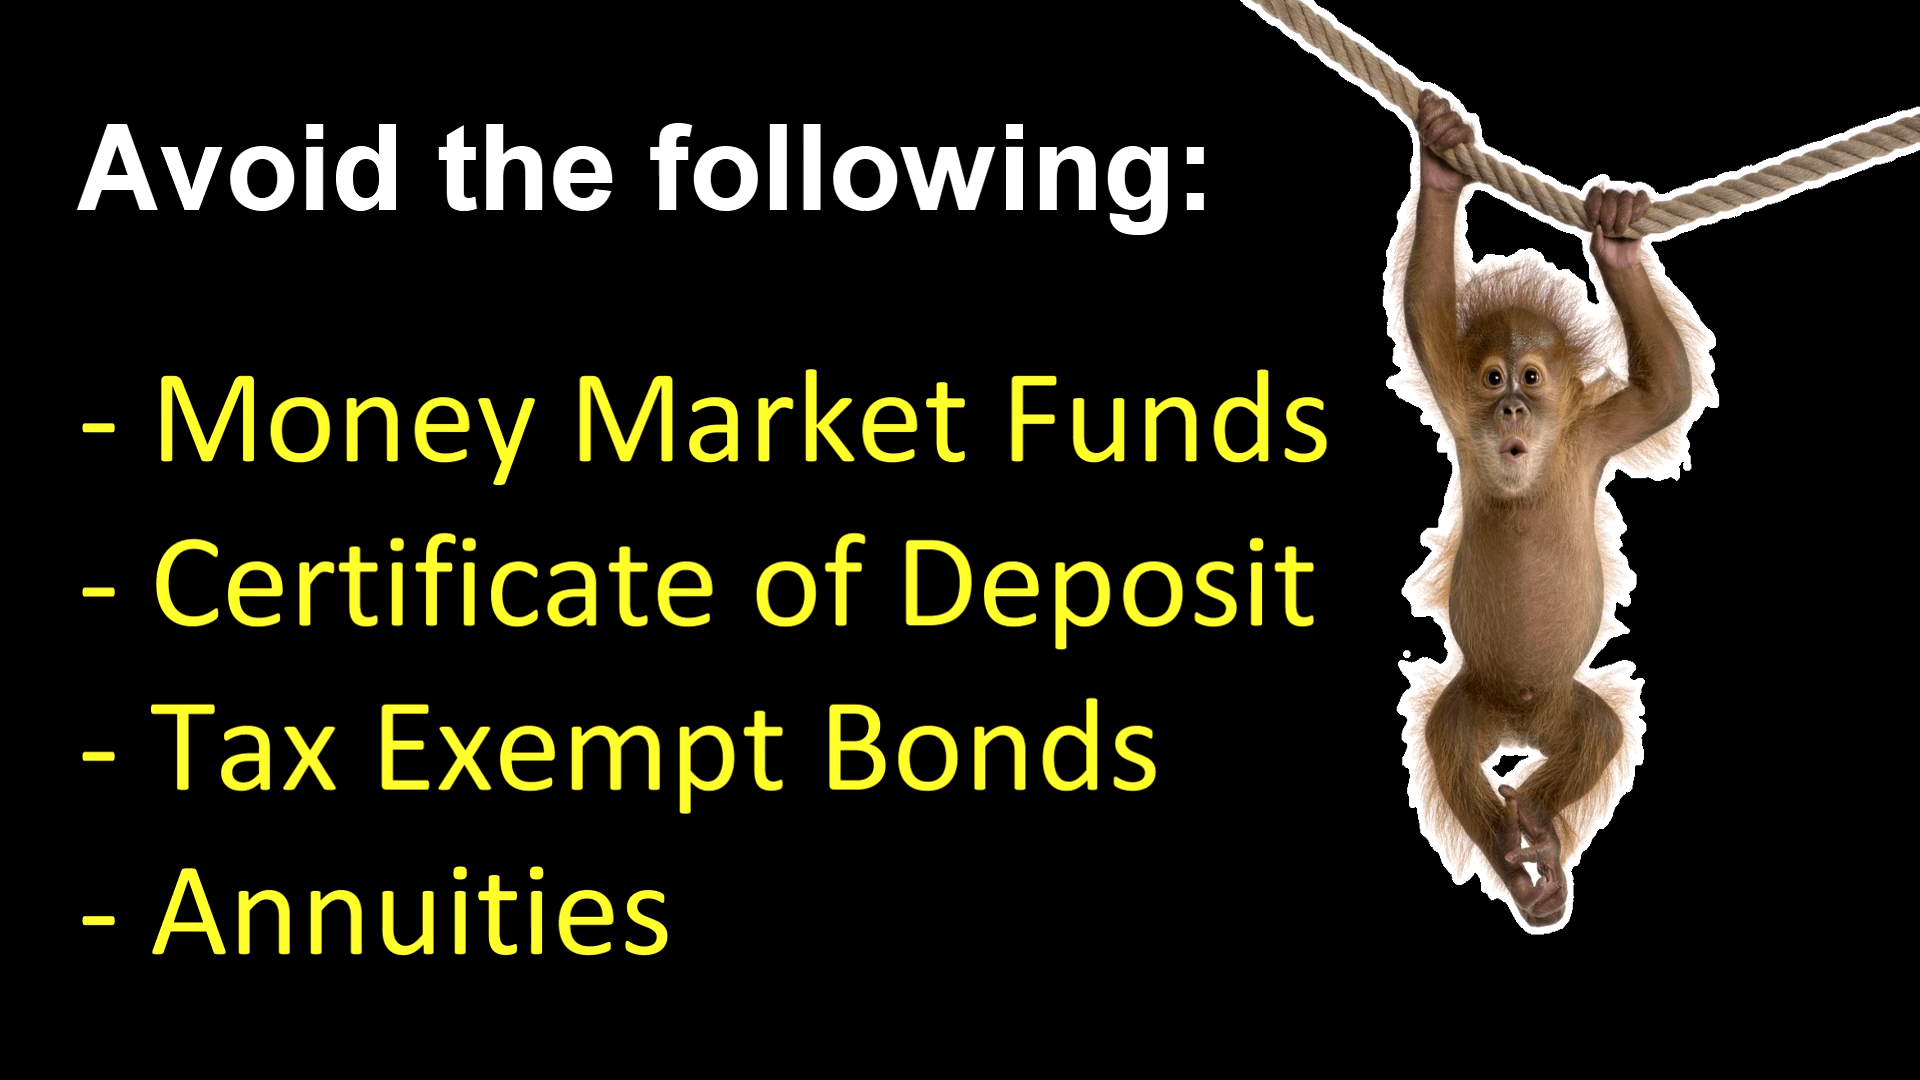 Avoid the following:
- Money Market Funds
- Certificate of Deposit
- Tax Exempt Bonds
- Annuities